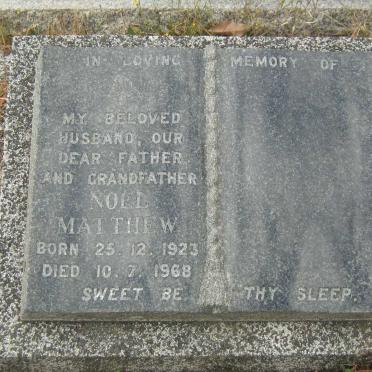 IN LOVING MEMORY OF
MY BELOVED
HUSBAND, OUR
DEAR FATHER
AND GRANDFATHER
NOEL
MATTHEW
BORN 25. 12. 1923
DIED 10. 7. 1968
SWEET BE THY SLEEP.